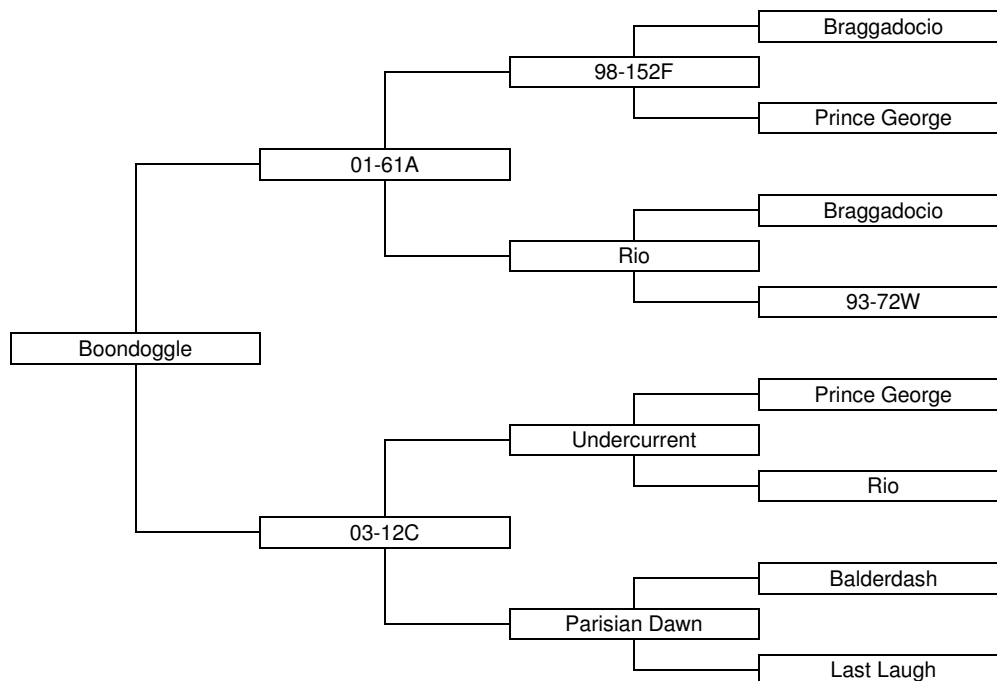 Braggadocio
98-152F
Prince George
01-61A
Braggadocio
Rio
93-72W
Boondoggle
Prince George
Undercurrent
Rio
03-12C
Balderdash
Parisian Dawn
Last Laugh